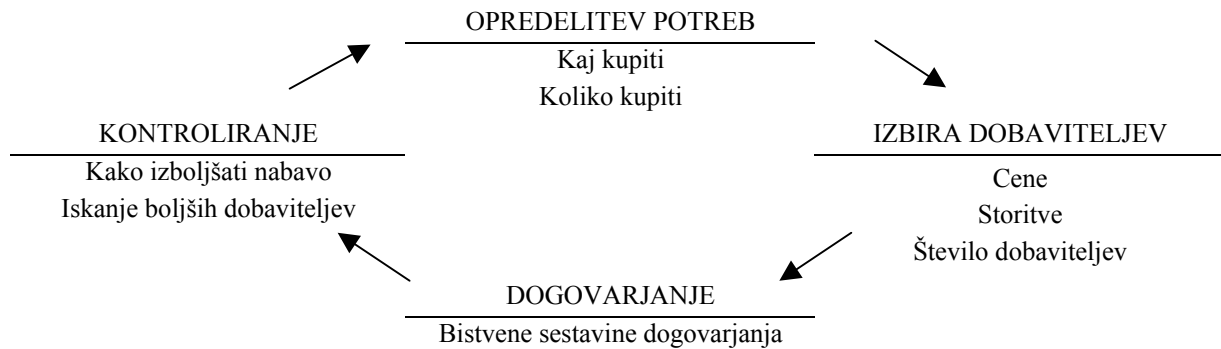 OPREDELITEV POTREB
Kaj kupiti
Koliko kupiti
KONTROLIRANJE
Kako izboljšati nabavo
Iskanje boljših dobaviteljev
IZBIRA DOBAVITELJEV
Cene
Storitve
Število dobaviteljev
DOGOVARJANJE
Bistvene sestavine dogovarjanja